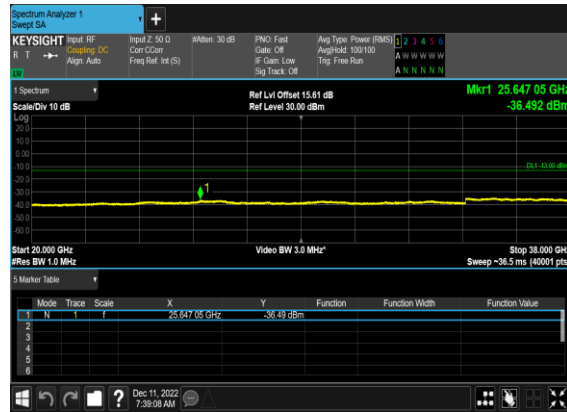 Spectrum Analyzer 1
Swept SA
+
KEYSIGHT Input: RF Input Z: 50 Ω #Atten: 30 dB PNO: Fast Avg Type: Power (RMS) 1 2 3 4 5 6
R T Coupling: DC Corr CCorr Gate: Off Avg|Hold: 100/100 A W W W W W
Align: Auto Freq Ref: Int (S) IF Gain: Low Trig: Free Run
Sig Track: Off A N N N N N
1 Spectrum Ref Lvl Offset 15.61 dB Mkr1 25.647 05 GHz
Scale/Div 10 dB Ref Level 30.00 dBm -36.492 dBm
Log
20.0
10.0
0.00
-10.0 DL1 -13.00 dBm
-20.0
-30.0 1
-40.0
-50.0
-60.0
Start 20.000 GHz Video BW 3.0 MHz* Stop 38.000 GHz
#Res BW 1.0 MHz Sweep ~36.5 ms (40001 pts)
5 Marker Table
Mode Trace Scale X Y Function Function Width Function Value
1 N 1 f 25.647 05 GHz -36.49 dBm
2
3
4
5
6
? Dec 11, 2022
7:39:08 AM